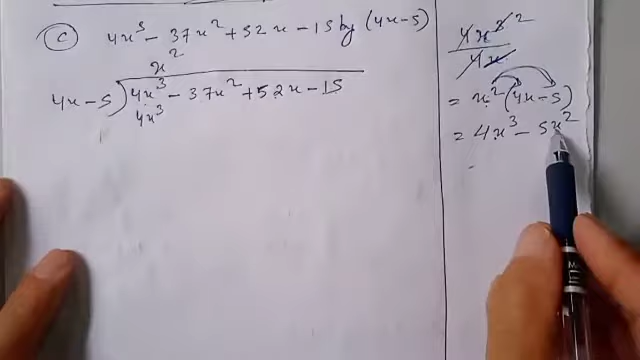 (c) 4x³ - 37x² + 52x - 15 by (4x-5)
x²
4x - 5 ) 4x³ - 37x² + 52x - 15
4x³
4x³ ²
4x
= x² (4x - 5)
= 4x³ - 5x²